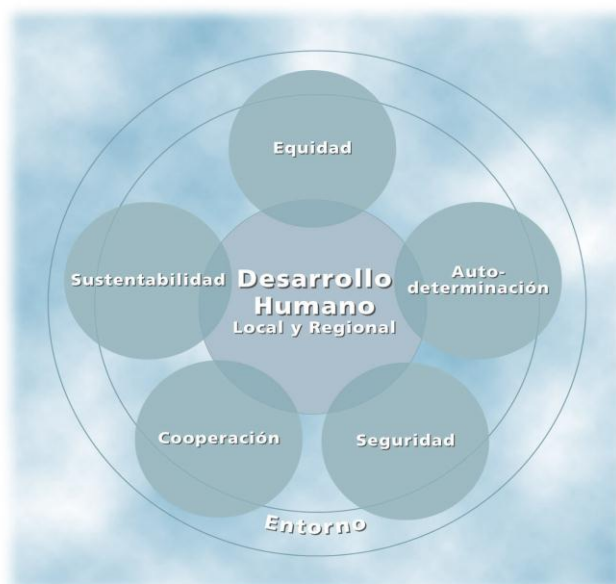 Equidad
Sustentabilidad
Desarrollo
Humano
Local y Regional
Auto-
determinación
Cooperación
Seguridad
Entorno